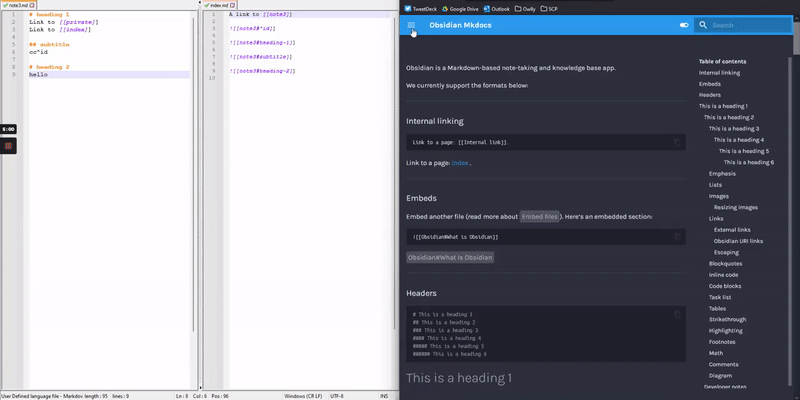 note3.md
1 # heading 1
2 Link to [[private]]
3 Link to [[index]]
4
5 ## subtitle
6 cc^id
7
8 # heading 2
9 hello
5:00
User Defined language file - Markdov length : 95 lines : 9
Ln : 9 Col : 6 Pos : 96
index.md
1 A link to [[note3]]
2
3 ![[note3#^id]]
4
5 ![[note3#heading-1]]
6
7 ![[note3#subtitle]]
8
9 ![[note3#heading-2]]
10
Windows (CR LF) UTF-8 INS
TweetDeck Google Drive Outlook Owlly SCP
Obsidian Mkdocs
Search
Obsidian is a Markdown-based note-taking and knowledge base app.
We currently support the formats below:
Internal linking
Link to a page: [[Internal link]].
Link to a page: index .
Embeds
Embed another file (read more about Embed files ). Here's an embedded section:
![[Obsidian#What is Obsidian]]
Obsidian#What is Obsidian
Headers
# This is a heading 1
## This is a heading 2
### This is a heading 3
#### This is a heading 4
##### This is a heading 5
###### This is a heading 6
This is a heading 1
Table of contents
Internal linking
Embeds
Headers
This is a heading 1
This is a heading 2
This is a heading 3
This is a heading 4
This is a heading 5
This is a heading 6
Emphasis
Lists
Images
Resizing images
Links
External links
Obsidian URI links
Escaping
Blockquotes
Inline code
Code blocks
Task list
Tables
Strikethrough
Highlighting
Footnotes
Math
Comments
Diagram
Developer notes